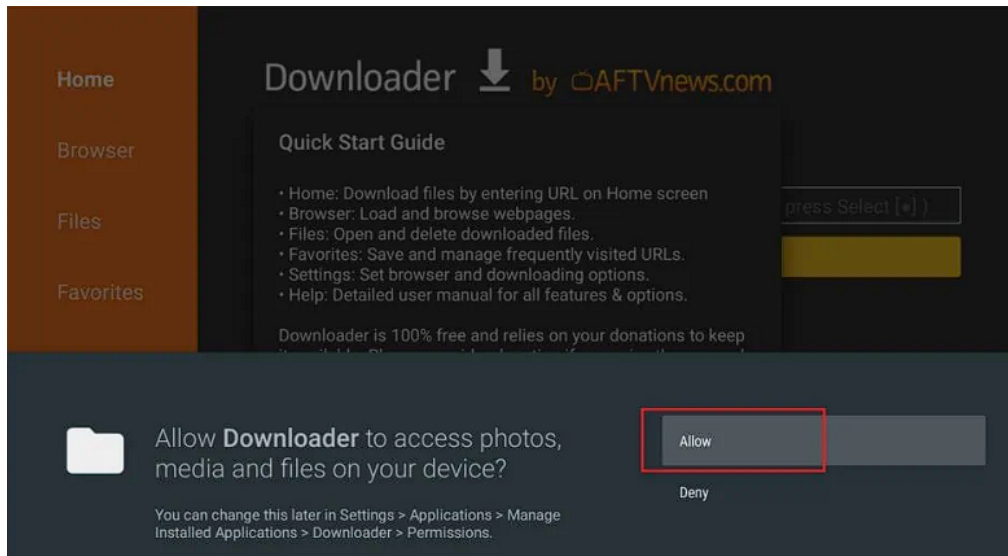 Home
Downloader by AFTVnews.com
Browser
Quick Start Guide
• Home: Download files by entering URL on Home screen
• Browser: Load and browse webpages.
press Select [●] )
Files
• Files: Open and delete downloaded files.
• Favorites: Save and manage frequently visited URLs.
• Settings: Set browser and downloading options.
Favorites
• Help: Detailed user manual for all features & options.
Downloader is 100% free and relies on your donations to keep
Allow Downloader to access photos,
media and files on your device?
You can change this later in Settings > Applications > Manage
Installed Applications > Downloader > Permissions.
Allow
Deny